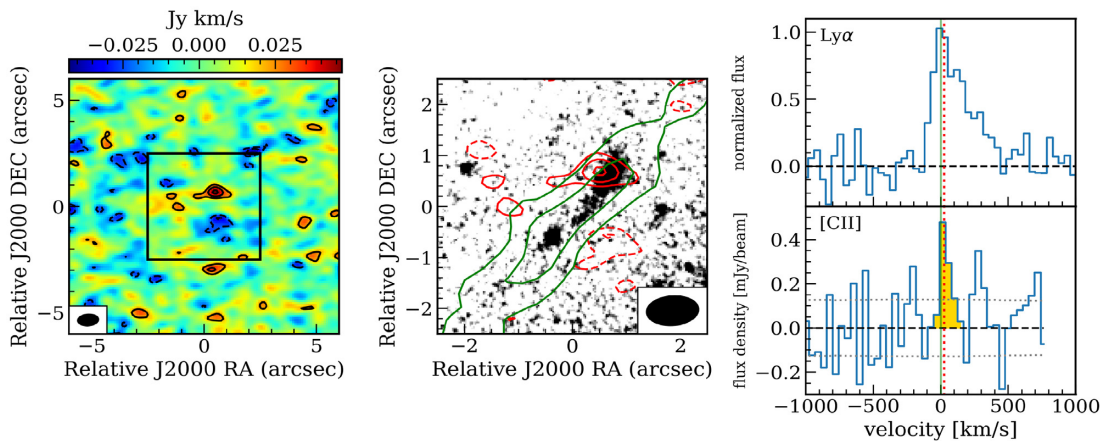 Jy km/s
−0.025 0.000 0.025
Relative J2000 DEC (arcsec)
5
0
−5
−5 0 5
Relative J2000 RA (arcsec)
Relative J2000 DEC (arcsec)
2
1
0
−1
−2
−2 0 2
Relative J2000 RA (arcsec)
normalized flux
1.0
0.5
0.0
Lyα
flux density [mJy/beam]
0.4
0.2
0.0
−0.2
[CII]
−1000 −500 0 500 1000
velocity [km/s]